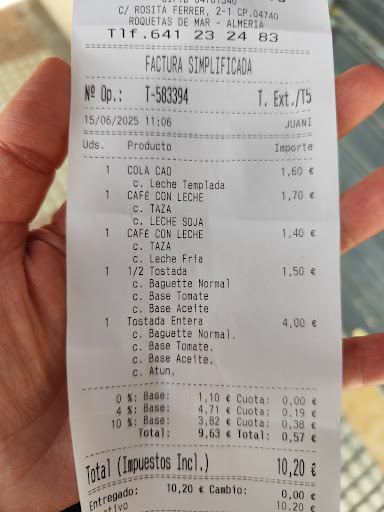 C/ ROSITA FERRER, 2-1 CP.04740
ROQUETAS DE MAR - ALMERIA
Tlf.641 23 24 83
FACTURA SIMPLIFICADA
Nº Op.: T-583394 T. Ext./T5
15/06/2025 11:06 JUANI
Uds. Producto Importe
1 COLA CAO 1,60 €
c. Leche Templada
1 CAFÉ CON LECHE 1,70 €
c. TAZA
c. LECHE SOJA
1 CAFÉ CON LECHE 1,40 €
c. TAZA
c. Leche Fria
1 1/2 Tostada 1,50 €
c. Baguette Normal
c. Base Tomate
c. Base Aceite
1 Tostada Entera 4,00 €
c. Baguette Normal.
c. Base Tomate.
c. Base Aceite.
c. Atun.
0 %: Base: 1,10 € Cuota: 0,00 €
4 %: Base: 4,71 € Cuota: 0,19 €
10 %: Base: 3,82 € Cuota: 0,38 €
Total: 9,63 € Total: 0,57 €
Total (Impuestos Incl.) 10,20 €
Entregado: 10,20 € Cambio: 0,00 €
10,20 €